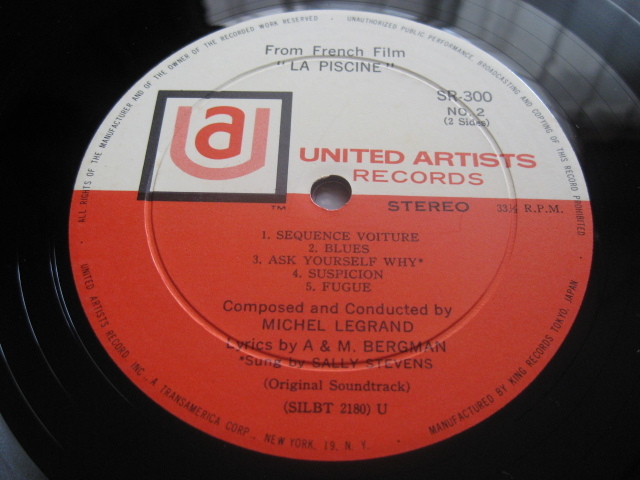 From French Film
"LA PISCINE"
SR-300
NO. 2
(2 Sides)
ua
UNITED ARTISTS
RECORDS
TM
STEREO
33⅓ R.P.M.
1. SEQUENCE VOITURE
2. BLUES
3. ASK YOURSELF WHY*
4. SUSPICION
5. FUGUE
Composed and Conducted by
MICHEL LEGRAND
Lyrics by A & M. BERGMAN
*Sung by SALLY STEVENS
(Original Soundtrack)
(SILBT 2180) U
ALL RIGHTS OF THE MANUFACTURER AND OF THE OWNER OF THE RECORDED WORK RESERVED
UNAUTHORIZED PUBLIC PERFORMANCE, BROADCASTING AND COPYING OF THIS RECORD PROHIBITED
UNITED ARTISTS RECORD, INC., A TRANSAMERICA CORP. NEW YORK, 19, N. Y.
MANUFACTURED BY KING RECORDS TOKYO, JAPAN